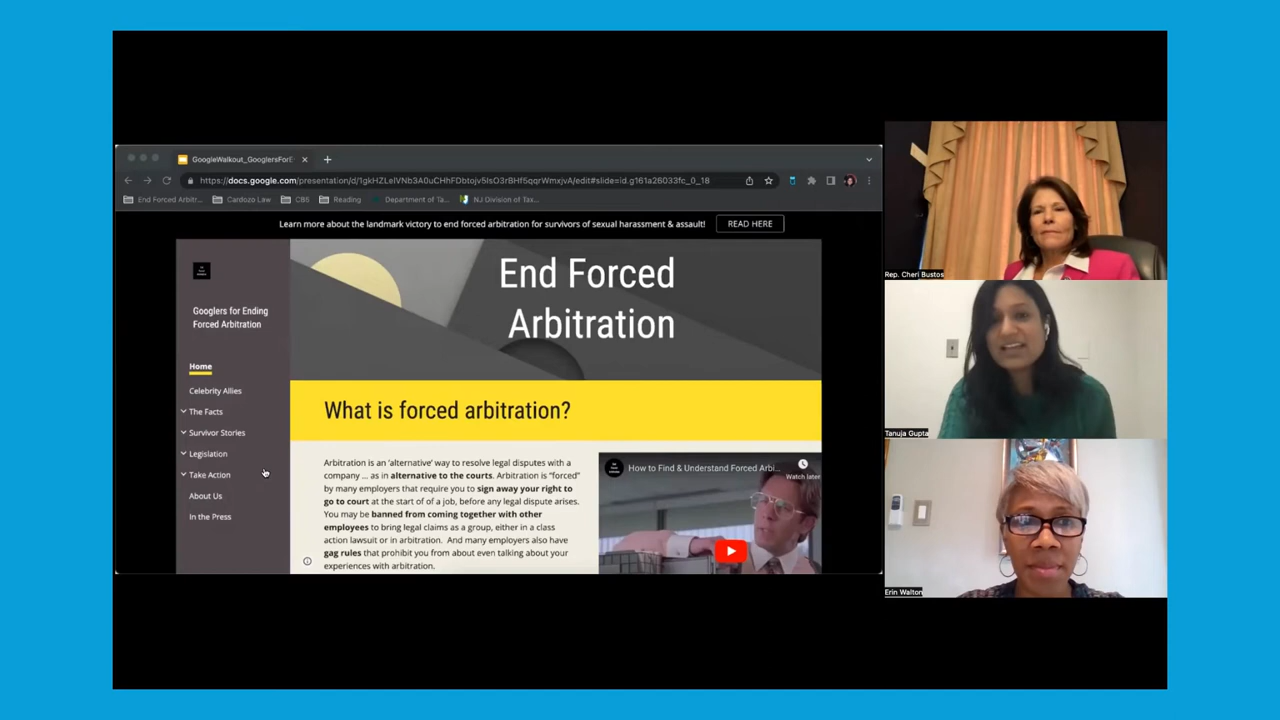 GoogleWalkout_GooglersForE
https://docs.google.com/presentation/d/1gkHZLeIVNb3A0uCHhFDbtojv5IsO3rBHf5qqrWmxjvA/edit#slide=id.g161a26033fc_0_18
End Forced Arbitr...
Cardozo Law
CBS
Reading
Department of Ta...
NJ Division of Tax...
Learn more about the landmark victory to end forced arbitration for survivors of sexual harassment & assault!
READ HERE
Googlers for Ending
Forced Arbitration
Home
Celebrity Allies
The Facts
Survivor Stories
Legislation
Take Action
About Us
In the Press
End Forced
Arbitration
What is forced arbitration?
Arbitration is an 'alternative' way to resolve legal disputes with a
company ... as in alternative to the courts. Arbitration is "forced"
by many employers that require you to sign away your right to
go to court at the start of of a job, before any legal dispute arises.
You may be banned from coming together with other
employees to bring legal claims as a group, either in a class
action lawsuit or in arbitration. And many employers also have
gag rules that prohibit you from about even talking about your
experiences with arbitration.
How to Find & Understand Forced Arbi...
Watch later
Rep. Cheri Bustos
Tanuja Gupta
Erin Walton